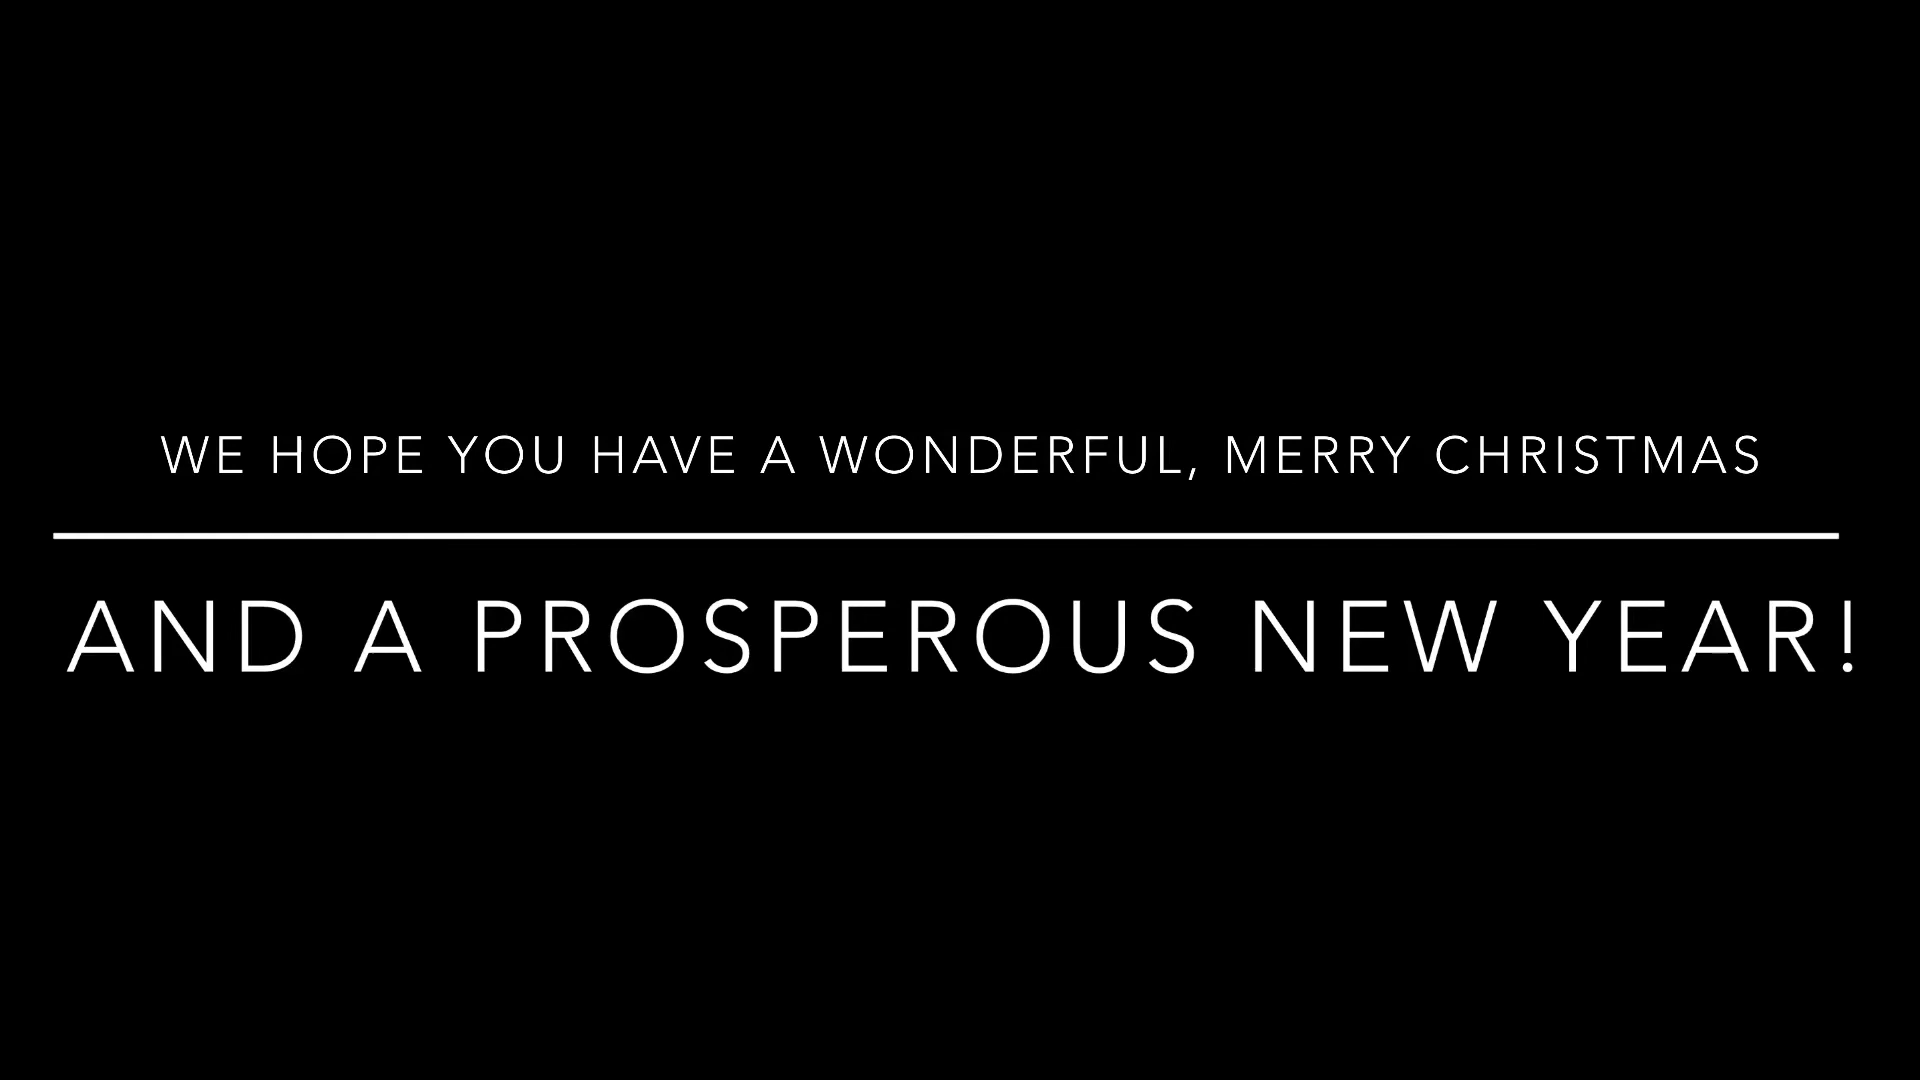 WE HOPE YOU HAVE A WONDERFUL, MERRY CHRISTMAS
AND A PROSPEROUS NEW YEAR!